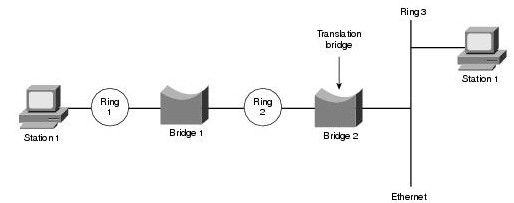 Ring 3
Translation
bridge
Station 1
Ring
1
Bridge 1
Ring
2
Bridge 2
Station 1
Ethernet